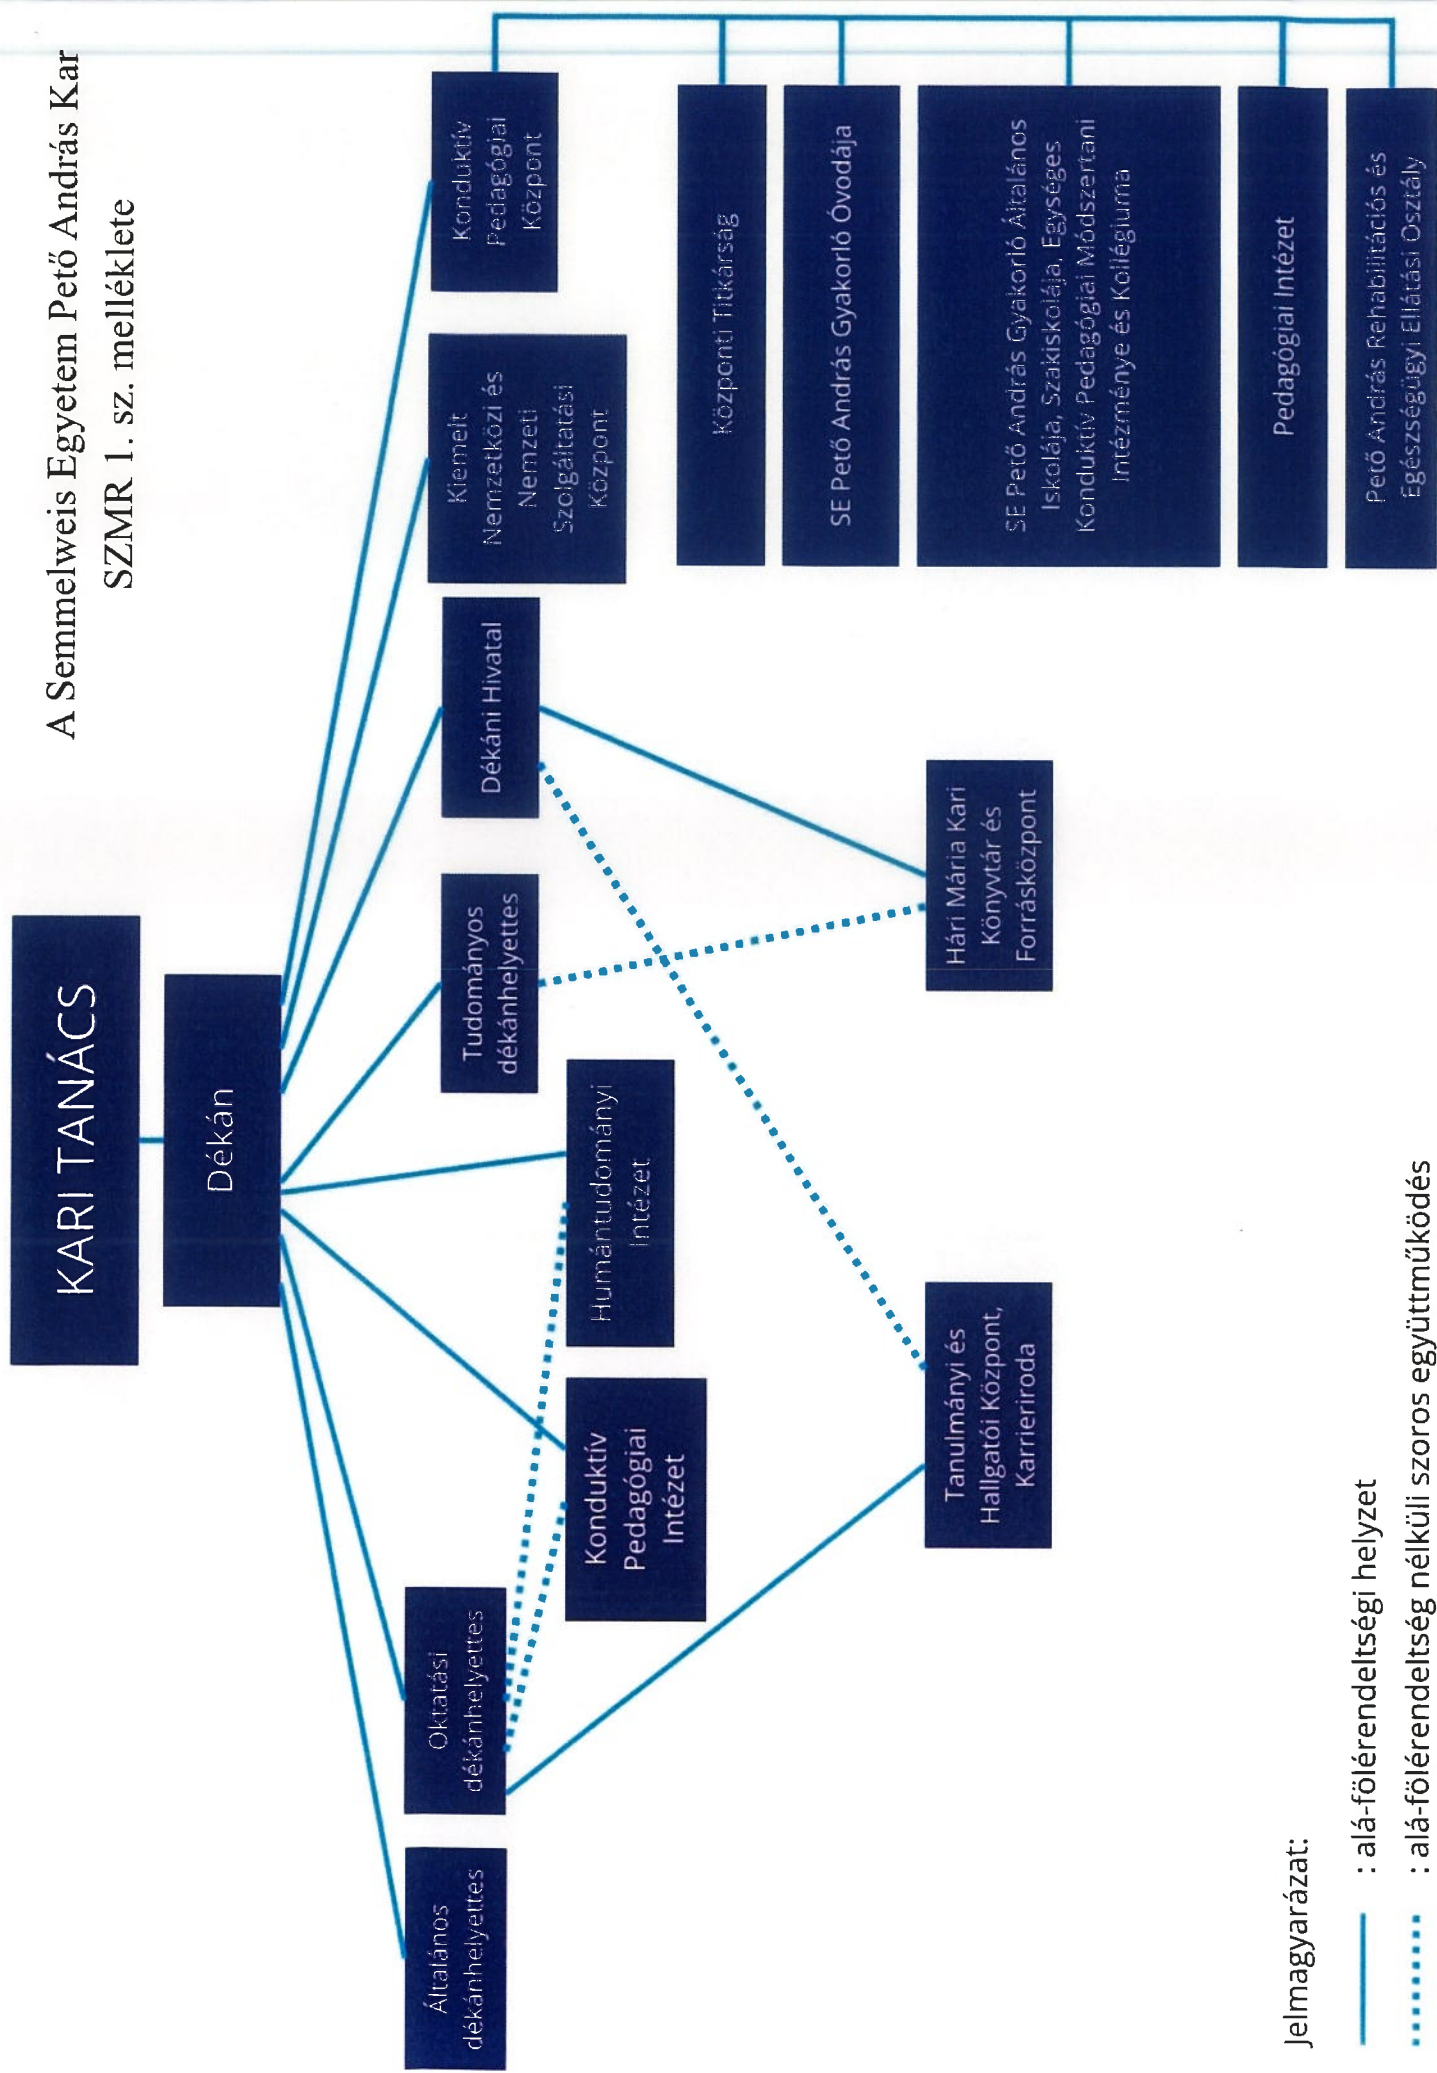 A Semmelweis Egyetem Pető András Kar
SZMR 1. sz. melléklete
KARI TANÁCS
Dékán
Általános
dékánhelyettes
Oktatási
dékánhelyettes
Konduktív
Pedagógiai
Intézet
Humántudományi
Intézet
Tudományos
dékánhelyettes
Dékáni Hivatal
Kiemelt
Nemzetközi és
Nemzeti
Szolgáltatási
Központ
Konduktív
Pedagógiai
Központ
Központi Titkárság
SE Pető András Gyakorló Óvodája
SE Pető András Gyakorló Általános
Iskolája, Szakiskolája, Egységes
Konduktív Pedagógiai Módszertani
Intézménye és Kollégiuma
Pedagógiai Intézet
Pető András Rehabilitációs és
Egészségügyi Ellátási Osztály
Tanulmányi és
Hallgatói Központ,
Karrieriroda
Hári Mária Kari
Könyvtár és
Forrásközpont
Jelmagyarázat:
: alá-fölérendeltségi helyzet
: alá-fölérendeltség nélküli szoros együttműködés